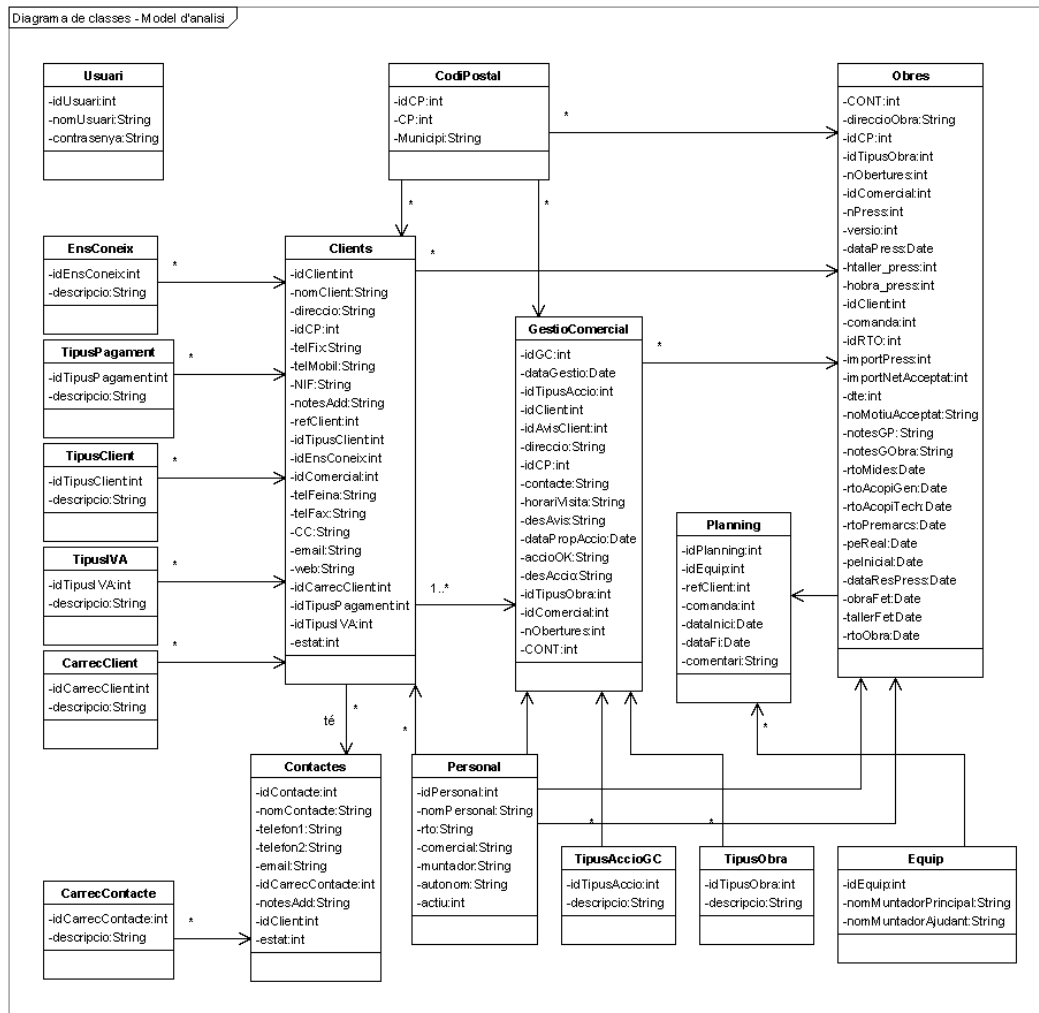 Diagrama de classes - Model d'analisi
Usuari
-idUsuari:int
-nomUsuari:String
-contrasenya:String
CodiPostal
-idCP:int
-CP:int
-Municipi:String
Obres
-CONT:int
-direccioObra:String
-idCP:int
-idTipusObra:int
-nObertures:int
-idComercial:int
-nPress:int
-versio:int
-dataPress:Date
-htaller_press:int
-hobra_press:int
-idClient:int
-comanda:int
-idRTO:int
-importPress:int
-importNetAcceptat:int
-dte:int
-noMotiuAcceptat:String
-notesGP:String
-notesGObra:String
-rtoMides:Date
-rtoAcopiGen:Date
-rtoAcopiTech:Date
-rtoPremarcs:Date
-peReal:Date
-peInicial:Date
-dataResPress:Date
-obraFet:Date
-tallerFet:Date
-rtoObra:Date
*
*
*
EnsConeix
-idEnsConeix:int
-descripcio:String
*
Clients
-idClient:int
-nomClient:String
-direccio:String
-idCP:int
-telFix:String
-telMobil:String
-NIF:String
-notesAdd:String
-refClient:int
-idTipusClient:int
-idEnsConeix:int
-idComercial:int
-telFeina:String
-telFax:String
-CC:String
-email:String
-web:String
-idCarrecClient:int
-idTipusPagament:int
-idTipusIVA:int
-estat:int
*
GestioComercial
-idGC:int
-dataGestio:Date
-idTipusAccio:int
-idClient:int
-idAvisClient:int
-direccio:String
-idCP:int
-contacte:String
-horariVisita:String
-desAvis:String
-dataPropAccio:Date
-accioOK:String
-desAccio:String
-idTipusObra:int
-idComercial:int
-nObertures:int
-CONT:int
*
TipusPagament
-idTipusPagament:int
-descripcio:String
*
TipusClient
-idTipusClient:int
-descripcio:String
*
Planning
-idPlanning:int
-idEquip:int
-refClient:int
-comanda:int
-dataInici:Date
-dataFi:Date
-comentari:String
TipusIVA
-idTipusIVA:int
-descripcio:String
*
1..*
CarrecClient
-idCarrecClient:int
-descripcio:String
*
té
*
*
*
Contactes
-idContacte:int
-nomContacte:String
-telefon1:String
-telefon2:String
-email:String
-idCarrecContacte:int
-notesAdd:String
-idClient:int
-estat:int
Personal
-idPersonal:int
-nomPersonal:String
-rto:String
-comercial:String
-muntador:String
-autonom:String
-actiu:int
*
*
TipusAccioGC
-idTipusAccio:int
-descripcio:String
TipusObra
-idTipusObra:int
-descripcio:String
Equip
-idEquip:int
-nomMuntadorPrincipal:String
-nomMuntadorAjudant:String
CarrecContacte
-idCarrecContacte:int
-descripcio:String
*